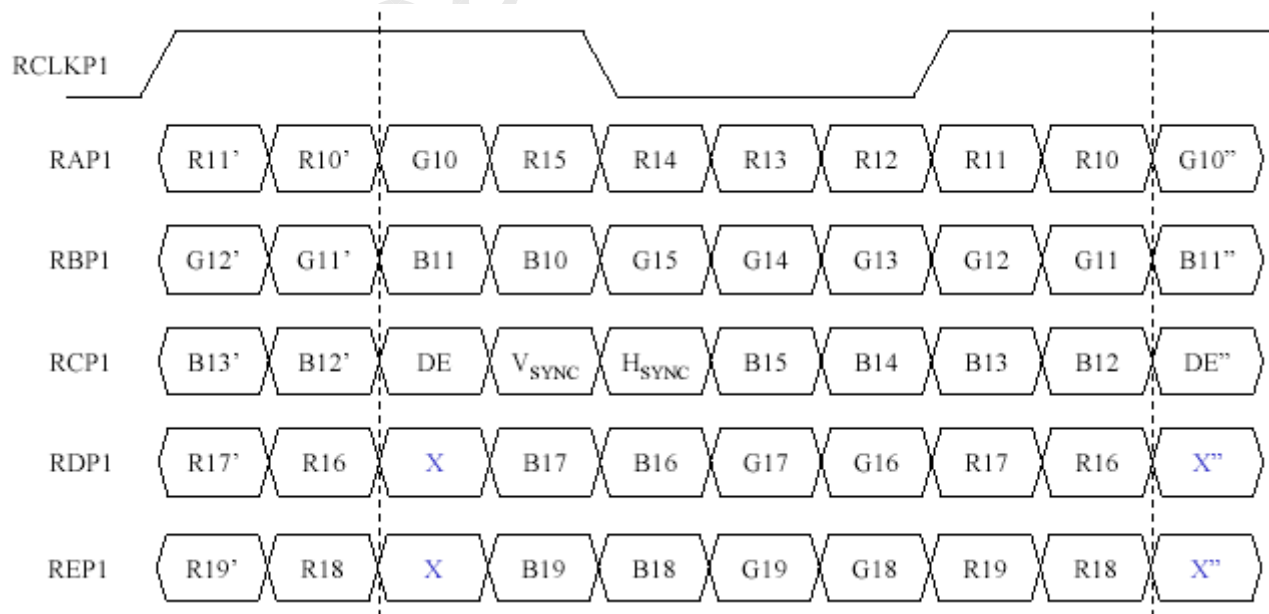 RCLKP1
RAP1 R11’ R10’ G10 R15 R14 R13 R12 R11 R10 G10”
RBP1 G12’ G11’ B11 B10 G15 G14 G13 G12 G11 B11”
RCP1 B13’ B12’ DE VSYNC HSYNC B15 B14 B13 B12 DE”
RDP1 R17’ R16 X B17 B16 G17 G16 R17 R16 X”
REP1 R19’ R18 X B19 B18 G19 G18 R19 R18 X”